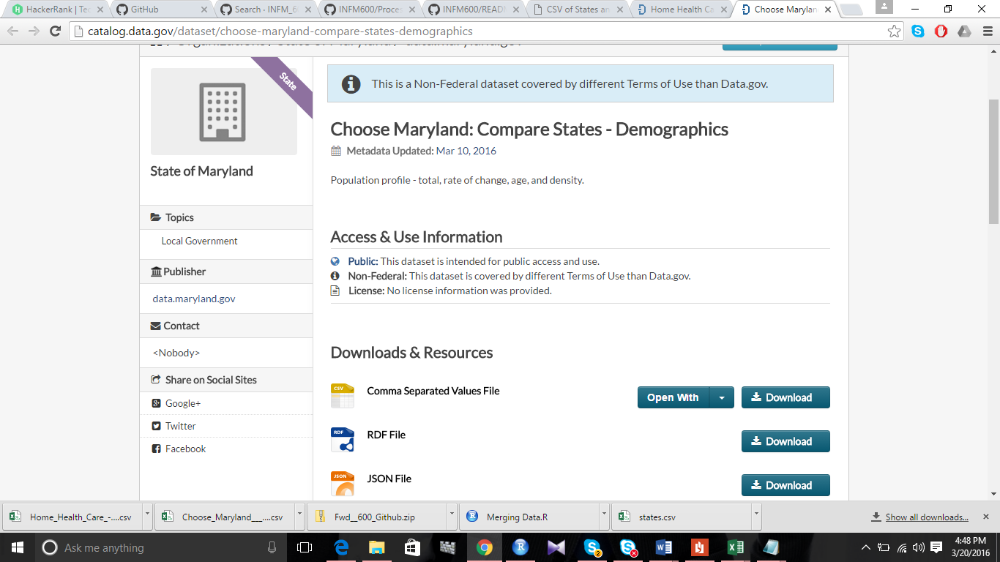 HackerRank | Tec
GitHub
Search · INFM_6
INFM600/Proces
INFM600/READM
CSV of States an
Home Health Ca
Choose Marylan
catalog.data.gov/dataset/choose-maryland-compare-states-demographics
State
State of Maryland
Topics
Local Government
Publisher
data.maryland.gov
Contact
<Nobody>
Share on Social Sites
Google+
Twitter
Facebook
This is a Non-Federal dataset covered by different Terms of Use than Data.gov.
Choose Maryland: Compare States - Demographics
Metadata Updated: Mar 10, 2016
Population profile - total, rate of change, age, and density.
Access & Use Information
Public: This dataset is intended for public access and use.
Non-Federal: This dataset is covered by different Terms of Use than Data.gov.
License: No license information was provided.
Downloads & Resources
CSV
Comma Separated Values File
Open With
Download
RDF
RDF File
Download
JSON
JSON File
Download
Home_Health_Care_-....csv
Choose_Maryland___....csv
Fwd__600_Github.zip
Merging Data.R
states.csv
Show all downloads...
Ask me anything
2
4:48 PM
3/20/2016